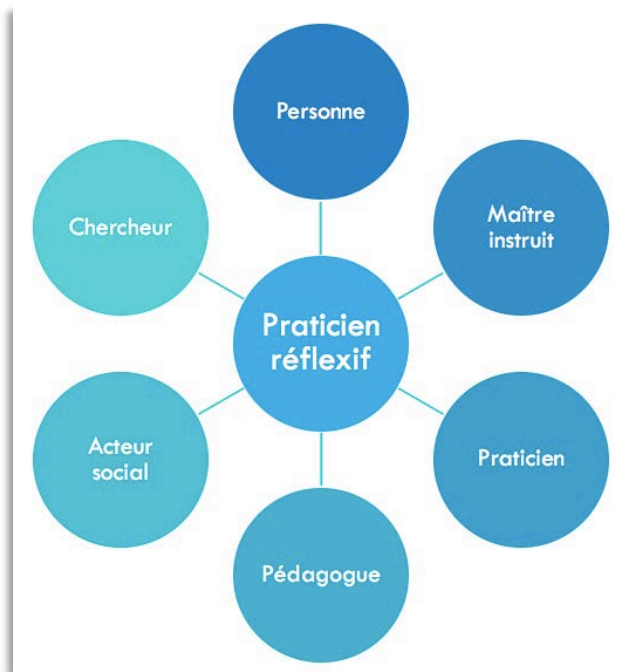 Personne
Maître
instruit
Praticien
Pédagogue
Acteur
social
Chercheur
Praticien
réflexif